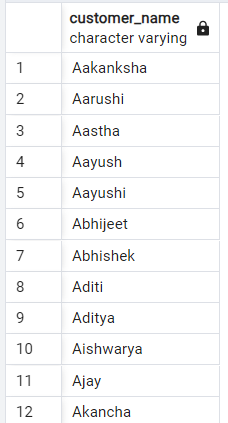 customer_name
character varying
1 Aakanksha
2 Aarushi
3 Aastha
4 Aayush
5 Aayushi
6 Abhijeet
7 Abhishek
8 Aditi
9 Aditya
10 Aishwarya
11 Ajay
12 Akancha